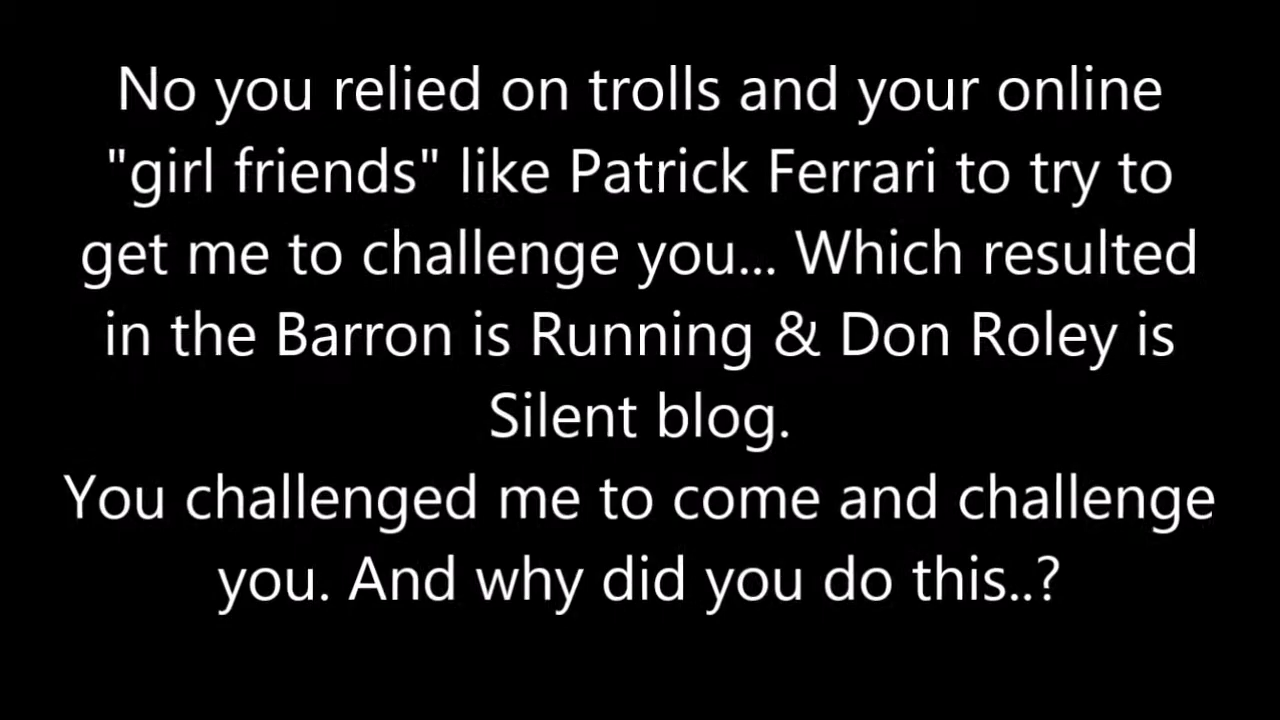 No you relied on trolls and your online
"girl friends" like Patrick Ferrari to try to
get me to challenge you... Which resulted
in the Barron is Running & Don Roley is
Silent blog.
You challenged me to come and challenge
you. And why did you do this..?